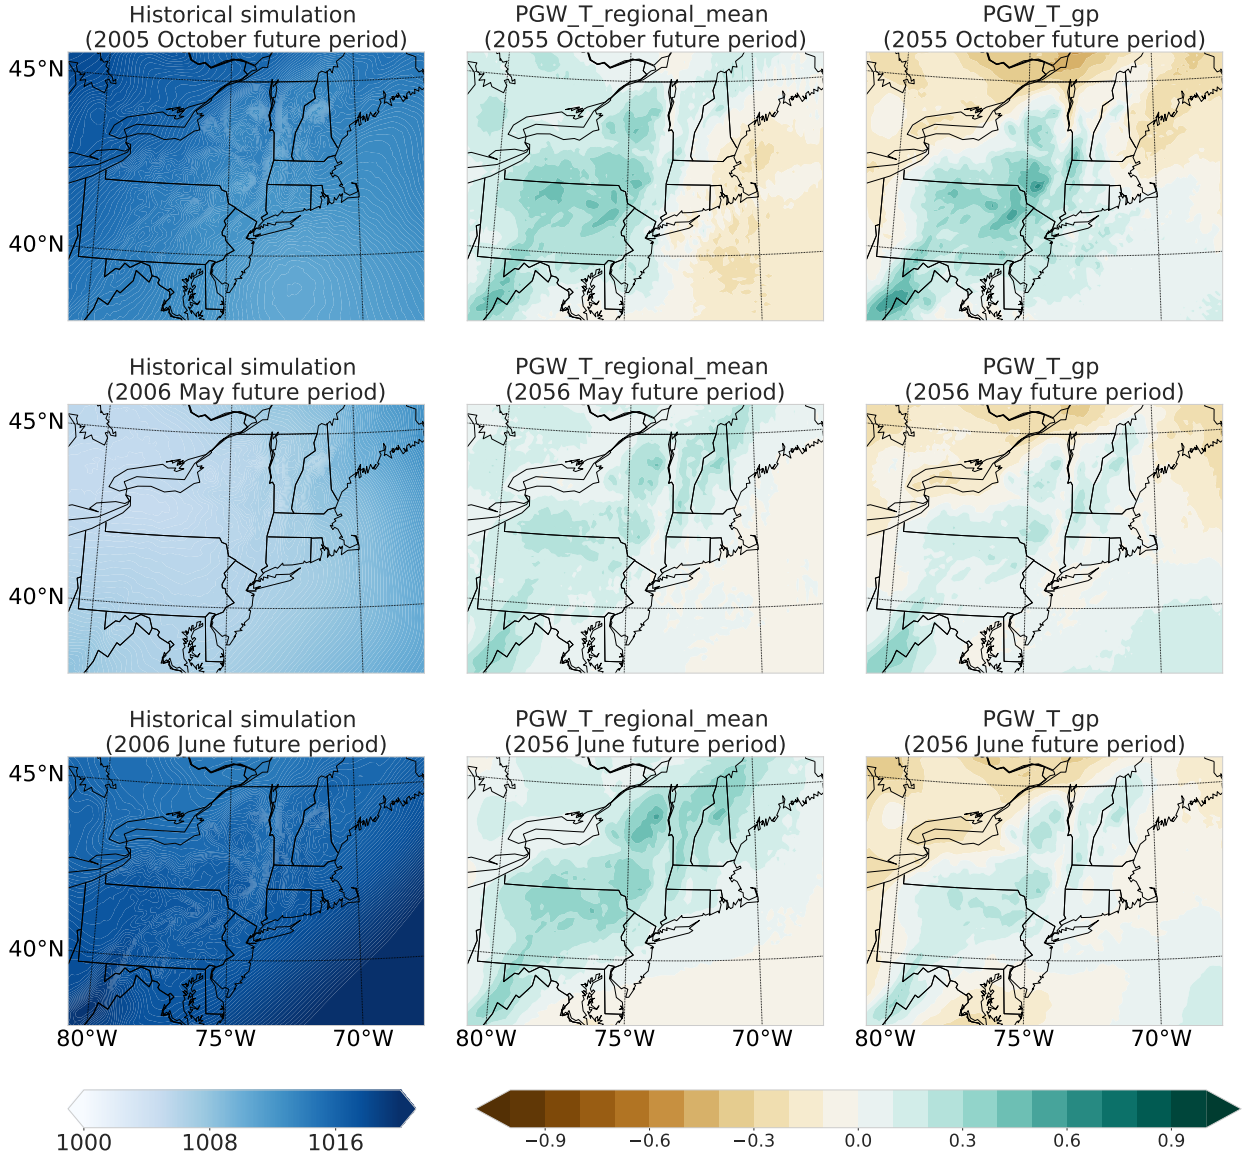 Historical simulation
(2005 October future period)
PGW_T_regional_mean
(2055 October future period)
PGW_T_gp
(2055 October future period)
45°N
40°N
Historical simulation
(2006 May future period)
PGW_T_regional_mean
(2056 May future period)
PGW_T_gp
(2056 May future period)
45°N
40°N
Historical simulation
(2006 June future period)
PGW_T_regional_mean
(2056 June future period)
PGW_T_gp
(2056 June future period)
45°N
40°N
80°W 75°W 70°W 80°W 75°W 70°W 80°W 75°W 70°W
1000 1008 1016
−0.9 −0.6 −0.3 0.0 0.3 0.6 0.9